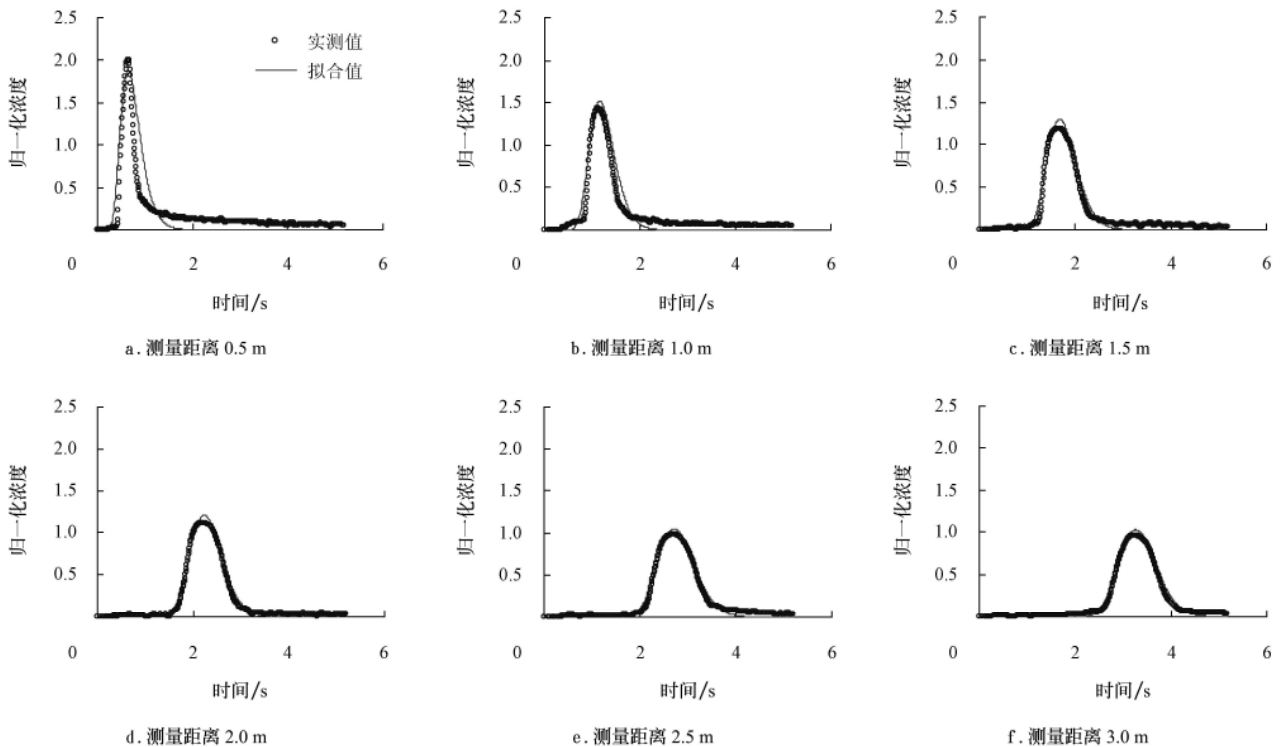 2.5 2.5 2.5
○ 实测值
2.0 2.0 2.0
— 拟合值
归一化浓度 归一化浓度 归一化浓度
1.5 1.5 1.5
1.0 1.0 1.0
0.5 0.5 0.5
0 2 4 6 0 2 4 6 0 2 4 6
时间/s 时间/s 时间/s
a.测量距离 0.5 m b.测量距离 1.0 m c.测量距离 1.5 m
2.5 2.5 2.5
2.0 2.0 2.0
归一化浓度 归一化浓度 归一化浓度
1.5 1.5 1.5
1.0 1.0 1.0
0.5 0.5 0.5
0 2 4 6 0 2 4 6 0 2 4 6
时间/s 时间/s 时间/s
d.测量距离 2.0 m e.测量距离 2.5 m f.测量距离 3.0 m